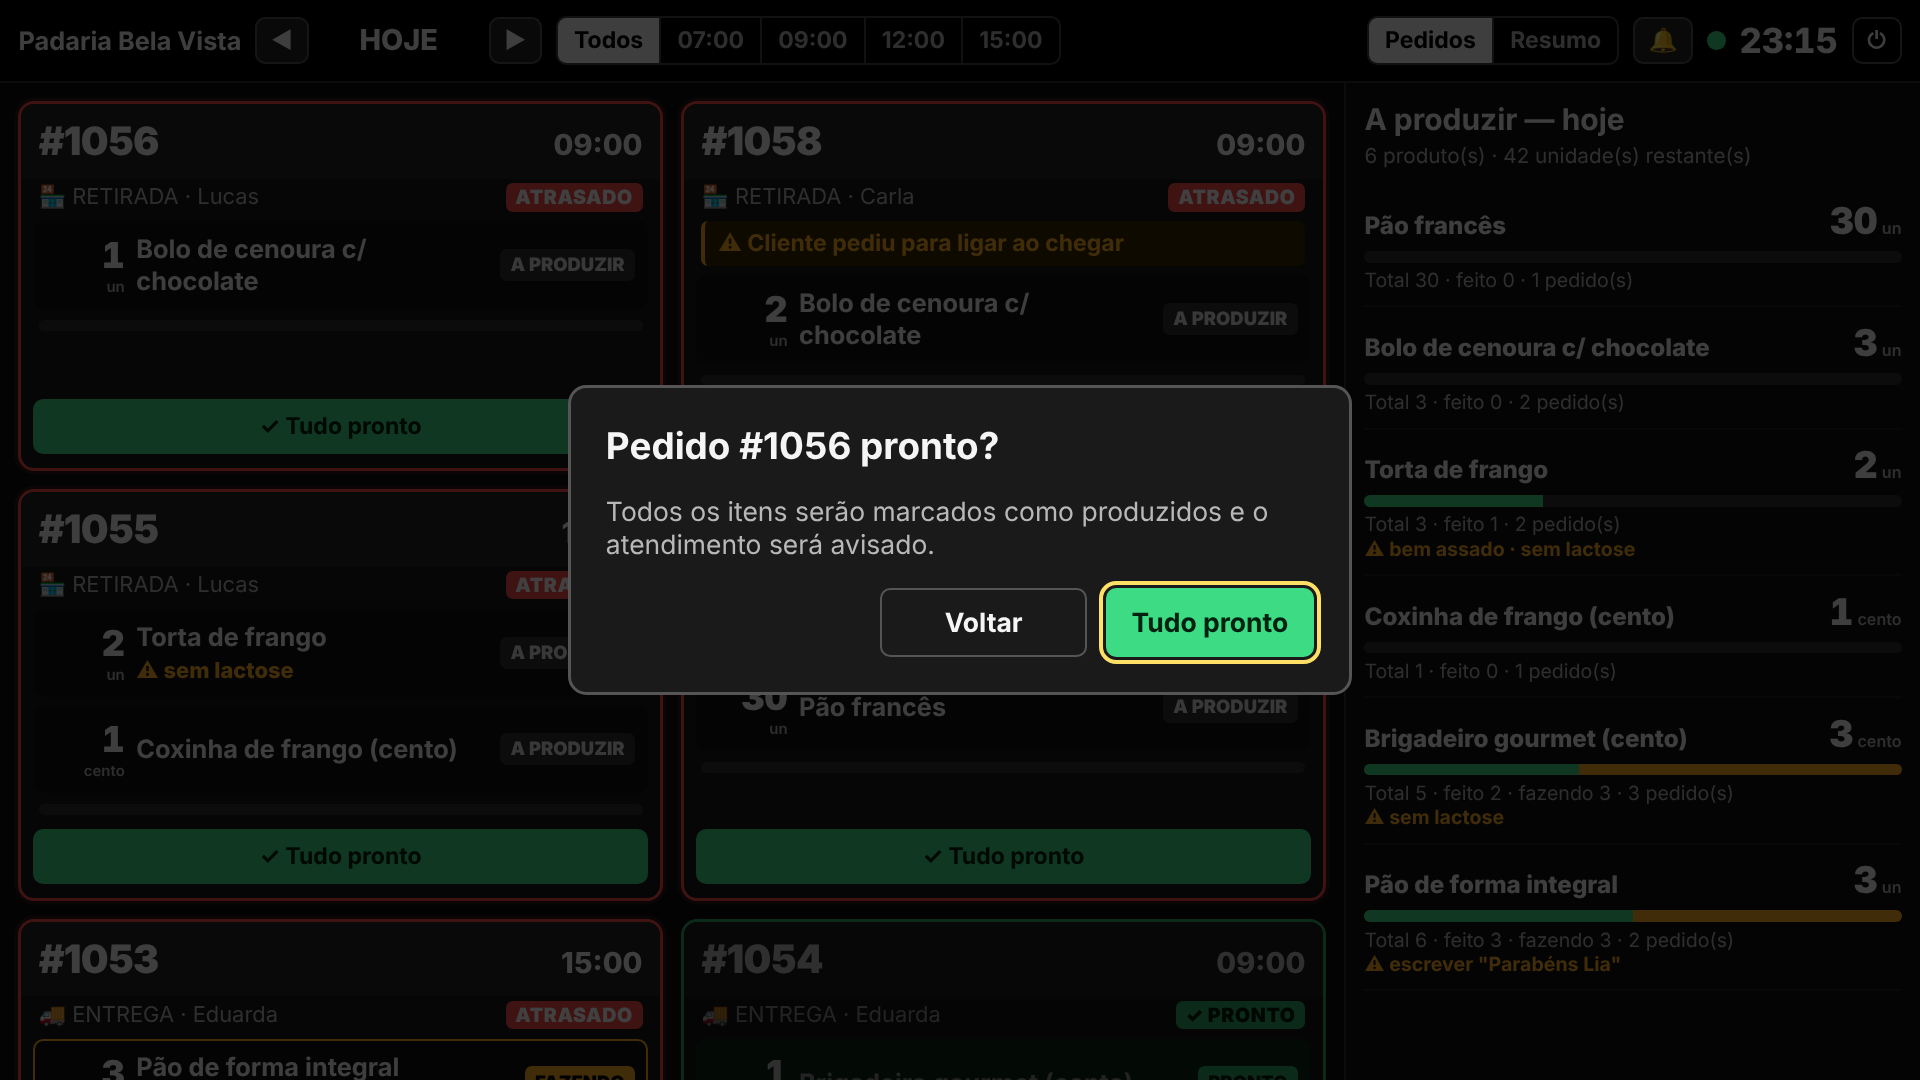 Padaria Bela Vista
◀
HOJE
▶
Todos
07:00
09:00
12:00
15:00
Pedidos
Resumo
23:15
#1056
09:00
RETIRADA · Lucas
ATRASADO
1 un
Bolo de cenoura c/
chocolate
A PRODUZIR
✓ Tudo pronto
#1058
09:00
RETIRADA · Carla
ATRASADO
⚠ Cliente pediu para ligar ao chegar
2 un
Bolo de cenoura c/
chocolate
A PRODUZIR
Pedido #1056 pronto?
Todos os itens serão marcados como produzidos e o
atendimento será avisado.
Voltar
Tudo pronto
#1055
RETIRADA · Lucas
2 un
Torta de frango
⚠ sem lactose
1 cento
Coxinha de frango (cento)
A PRODUZIR
✓ Tudo pronto
30 un
Pão francês
A PRODUZIR
✓ Tudo pronto
#1053
15:00
ENTREGA · Eduarda
ATRASADO
3
Pão de forma integral
FAZENDO
#1054
09:00
ENTREGA · Eduarda
✓ PRONTO
1
Brigadeiro gourmet (cento)
PRONTO
A produzir — hoje
6 produto(s) · 42 unidade(s) restante(s)
Pão francês
30 un
Total 30 · feito 0 · 1 pedido(s)
Bolo de cenoura c/ chocolate
3 un
Total 3 · feito 0 · 2 pedido(s)
Torta de frango
2 un
Total 3 · feito 1 · 2 pedido(s)
⚠ bem assado · sem lactose
Coxinha de frango (cento)
1 cento
Total 1 · feito 0 · 1 pedido(s)
Brigadeiro gourmet (cento)
3 cento
Total 5 · feito 2 · fazendo 3 · 3 pedido(s)
⚠ sem lactose
Pão de forma integral
3 un
Total 6 · feito 3 · fazendo 3 · 2 pedido(s)
⚠ escrever "Parabéns Lia"